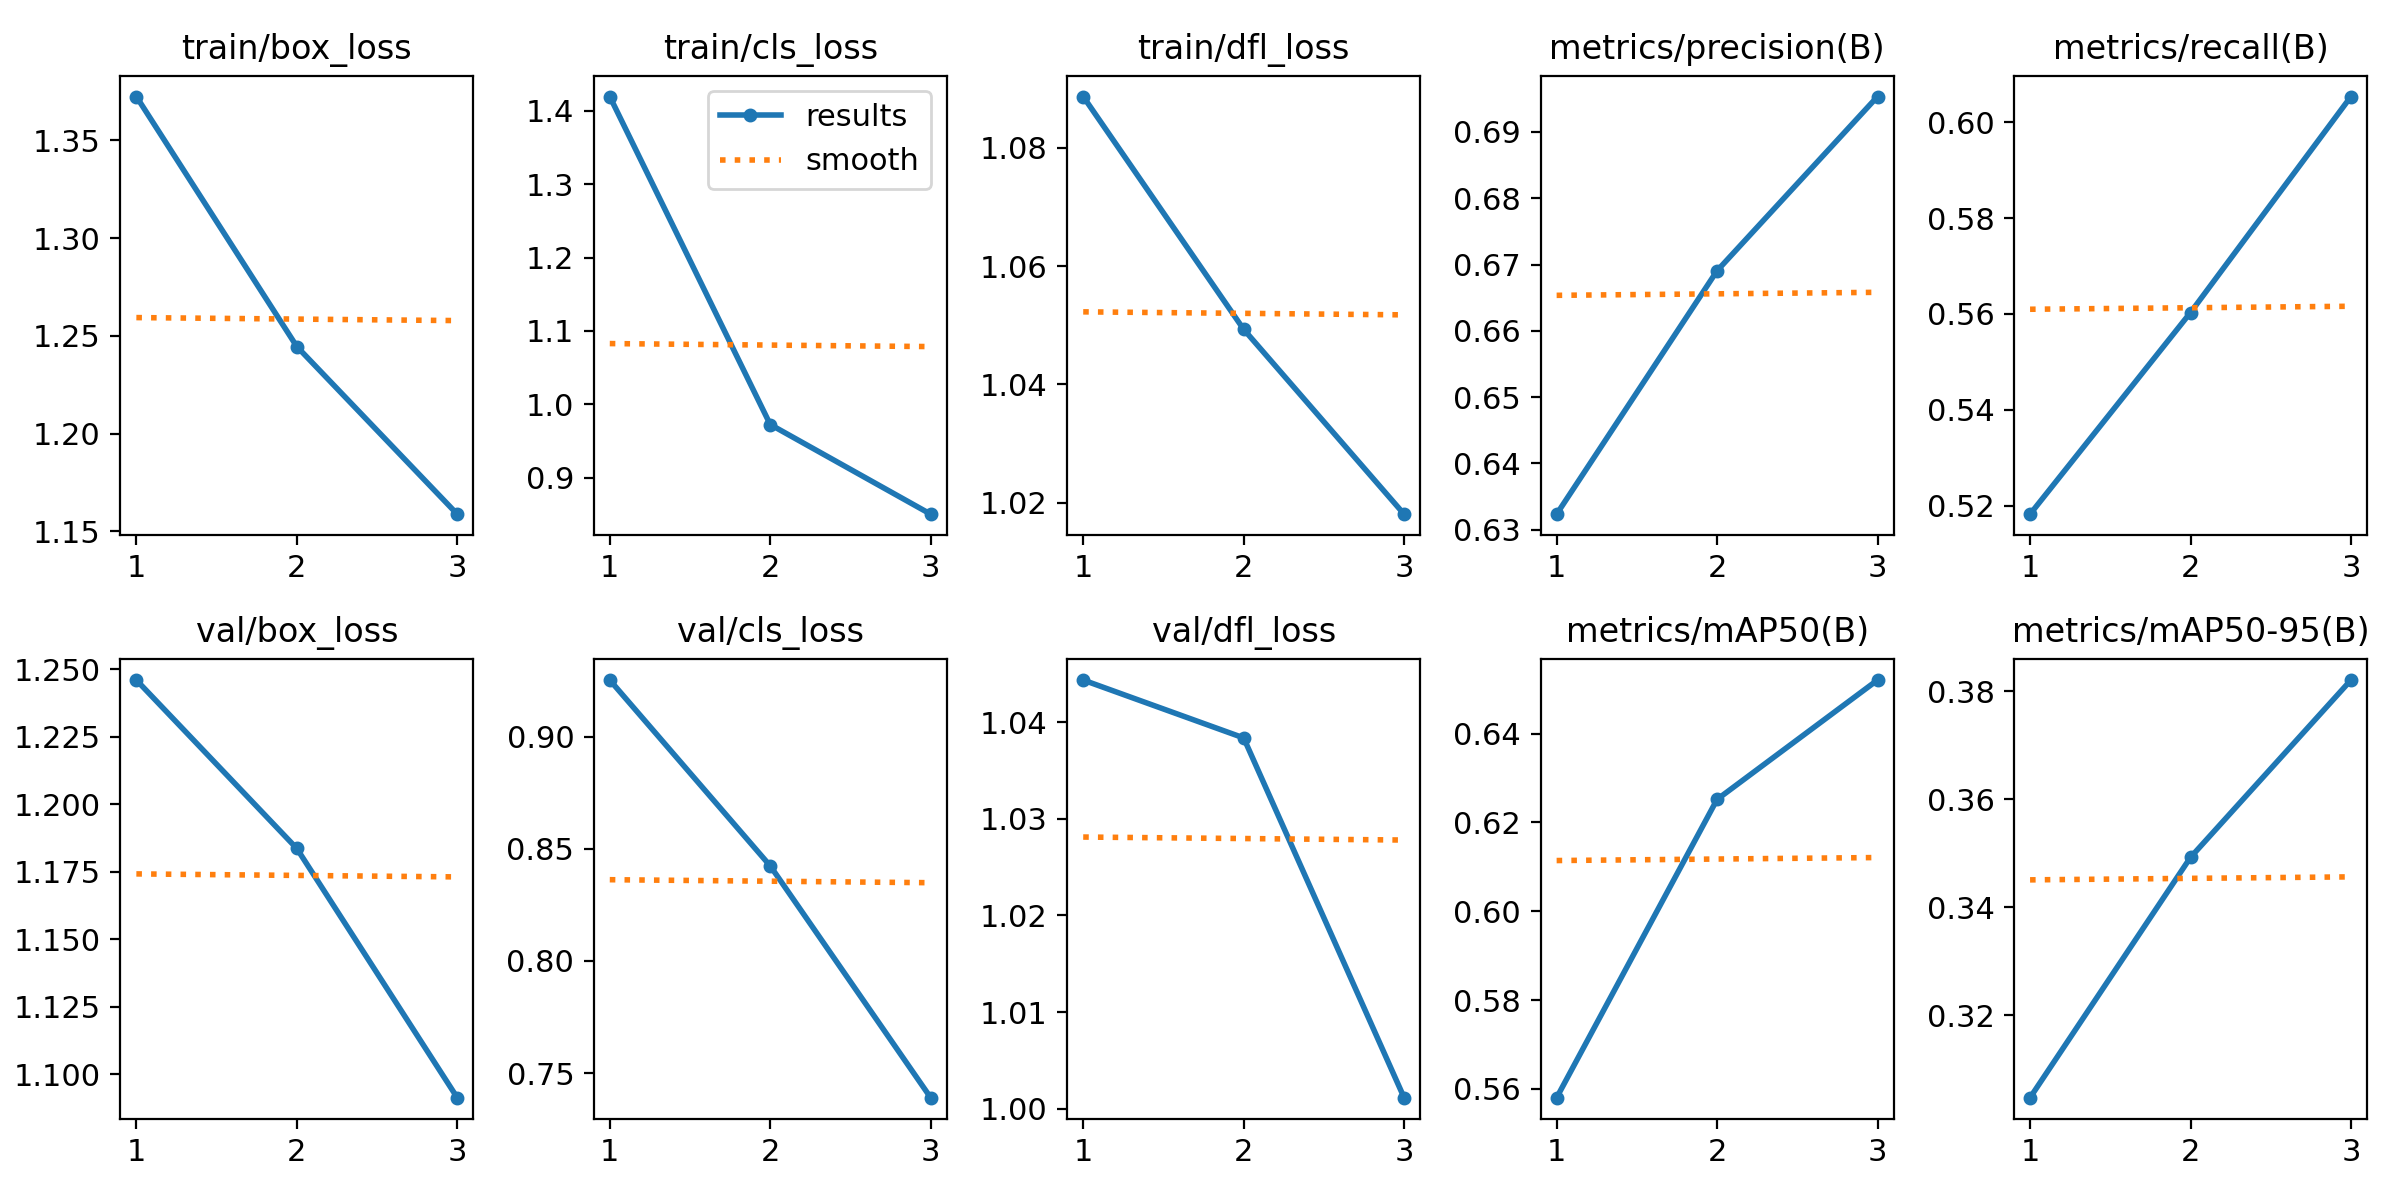 train/box_loss
1.35
1.30
1.25
1.20
1.15
1 2 3
train/cls_loss
results
smooth
1.4
1.3
1.2
1.1
1.0
0.9
1 2 3
train/dfl_loss
1.08
1.06
1.04
1.02
1 2 3
metrics/precision(B)
0.69
0.68
0.67
0.66
0.65
0.64
0.63
1 2 3
metrics/recall(B)
0.60
0.58
0.56
0.54
0.52
1 2 3
val/box_loss
1.250
1.225
1.200
1.175
1.150
1.125
1.100
1 2 3
val/cls_loss
0.90
0.85
0.80
0.75
1 2 3
val/dfl_loss
1.04
1.03
1.02
1.01
1.00
1 2 3
metrics/mAP50(B)
0.64
0.62
0.60
0.58
0.56
1 2 3
metrics/mAP50-95(B)
0.38
0.36
0.34
0.32
1 2 3